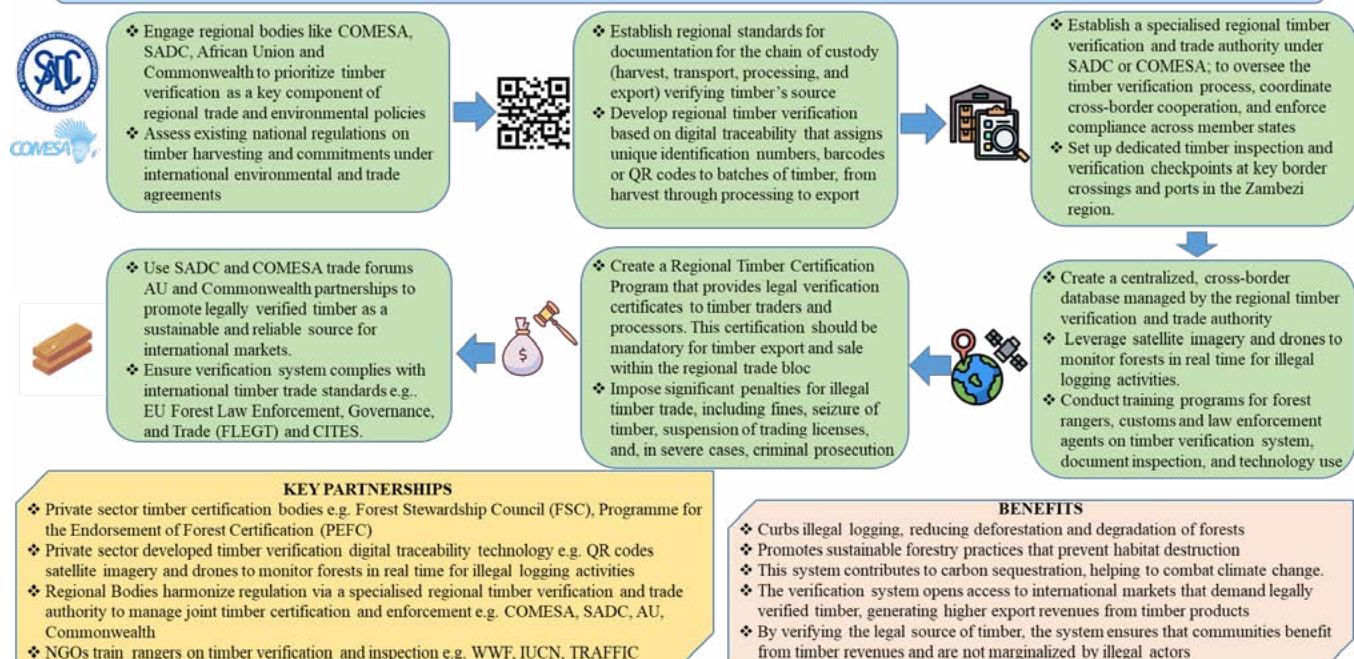 ❖ Engage regional bodies like COMESA,
SADC, African Union and
Commonwealth to prioritize timber
verification as a key component of
regional trade and environmental policies
❖ Assess existing national regulations on
timber harvesting and commitments under
international environmental and trade
agreements
SADC
COMESA
❖ Establish regional standards for
documentation for the chain of custody
(harvest, transport, processing, and
export) verifying timber's source
❖ Develop regional timber verification
based on digital traceability that assigns
unique identification numbers, barcodes
or QR codes to batches of timber, from
harvest through processing to export
❖ Establish a specialised regional timber
verification and trade authority under
SADC or COMESA; to oversee the
timber verification process, coordinate
cross-border cooperation, and enforce
compliance across member states
❖ Set up dedicated timber inspection and
verification checkpoints at key border
crossings and ports in the Zambezi
region.
❖ Create a centralized, cross-border
database managed by the regional timber
verification and trade authority
❖ Leverage satellite imagery and drones to
monitor forests in real time for illegal
logging activities.
❖ Conduct training programs for forest
rangers, customs and law enforcement
agents on timber verification system,
document inspection, and technology use
❖ Create a Regional Timber Certification
Program that provides legal verification
certificates to timber traders and
processors. This certification should be
mandatory for timber export and sale
within the regional trade bloc
❖ Impose significant penalties for illegal
timber trade, including fines, seizure of
timber, suspension of trading licenses,
and, in severe cases, criminal prosecution
$
❖ Use SADC and COMESA trade forums
AU and Commonwealth partnerships to
promote legally verified timber as a
sustainable and reliable source for
international markets.
❖ Ensure verification system complies with
international timber trade standards e.g..
EU Forest Law Enforcement, Governance,
and Trade (FLEGT) and CITES.
KEY PARTNERSHIPS
❖ Private sector timber certification bodies e.g. Forest Stewardship Council (FSC), Programme for
the Endorsement of Forest Certification (PEFC)
❖ Private sector developed timber verification digital traceability technology e.g. QR codes
satellite imagery and drones to monitor forests in real time for illegal logging activities
❖ Regional Bodies harmonize regulation via a specialised regional timber verification and trade
authority to manage joint timber certification and enforcement e.g. COMESA, SADC, AU,
Commonwealth
❖ NGOs train rangers on timber verification and inspection e.g. WWF, IUCN, TRAFFIC
BENEFITS
❖ Curbs illegal logging, reducing deforestation and degradation of forests
❖ Promotes sustainable forestry practices that prevent habitat destruction
❖ This system contributes to carbon sequestration, helping to combat climate change.
❖ The verification system opens access to international markets that demand legally
verified timber, generating higher export revenues from timber products
❖ By verifying the legal source of timber, the system ensures that communities benefit
from timber revenues and are not marginalized by illegal actors